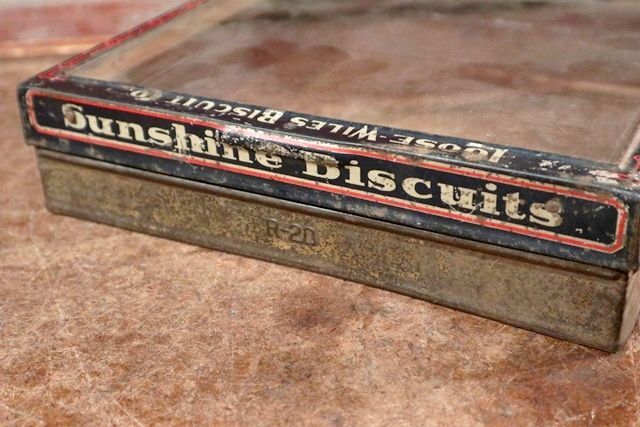 Loose-Wiles Biscuit Co
Sunshine Biscuits
R-20